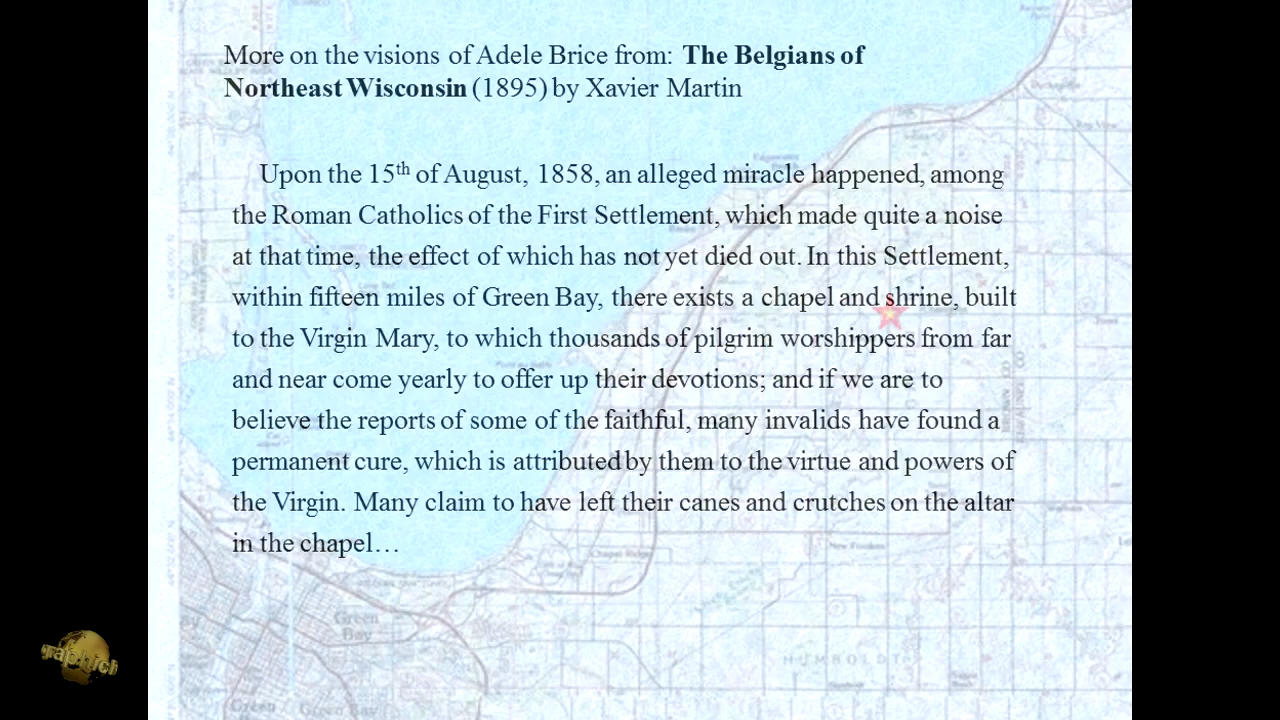 More on the visions of Adele Brice from: The Belgians of
Northeast Wisconsin (1895) by Xavier Martin
Upon the 15th of August, 1858, an alleged miracle happened, among
the Roman Catholics of the First Settlement, which made quite a noise
at that time, the effect of which has not yet died out. In this Settlement,
within fifteen miles of Green Bay, there exists a chapel and shrine, built
to the Virgin Mary, to which thousands of pilgrim worshippers from far
and near come yearly to offer up their devotions; and if we are to
believe the reports of some of the faithful, many invalids have found a
permanent cure, which is attributed by them to the virtue and powers of
the Virgin. Many claim to have left their canes and crutches on the altar
in the chapel…
Green
Bay
HUMBOLDT
Green Bay